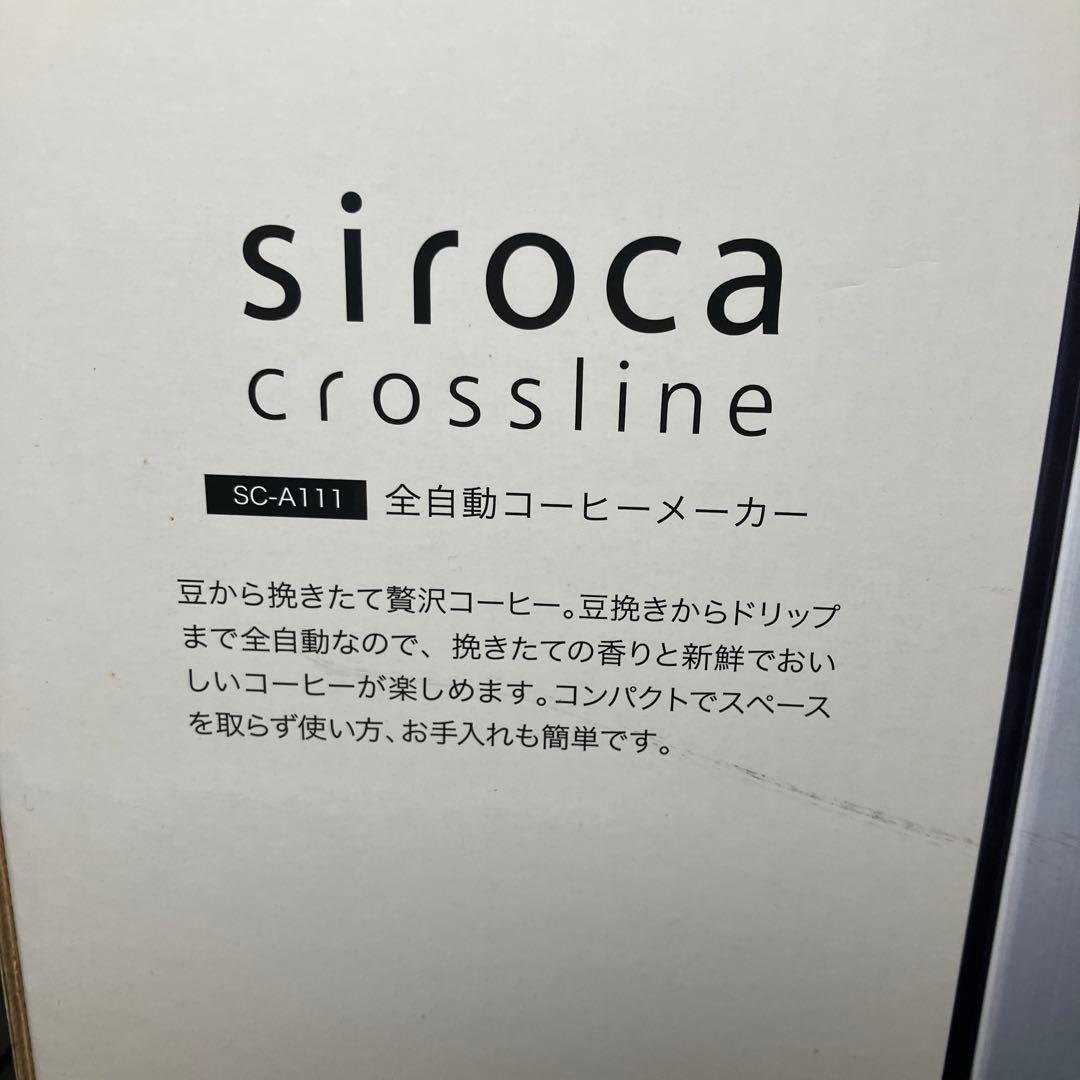 siroca
crossline
SC-A111 全自動コーヒーメーカー
豆から挽きたて贅沢コーヒー。豆挽きからドリップ
まで全自動なので、挽きたての香りと新鮮でおい
しいコーヒーが楽しめます。コンパクトでスペース
を取らず使い方、お手入れも簡単です。